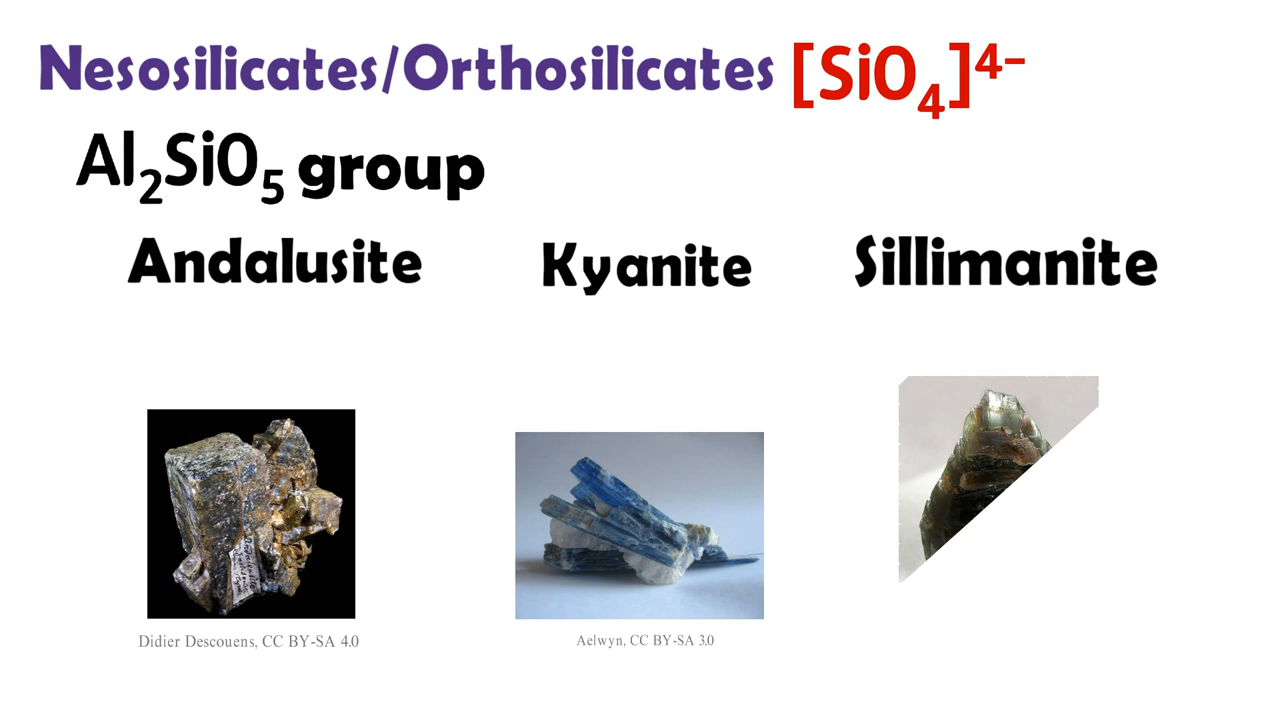 Nesosilicates/Orthosilicates [SiO₄]⁴⁻
Al₂SiO₅ group
Andalusite Kyanite Sillimanite
Didier Descouens, CC BY-SA 4.0 Aelwyn, CC BY-SA 3.0